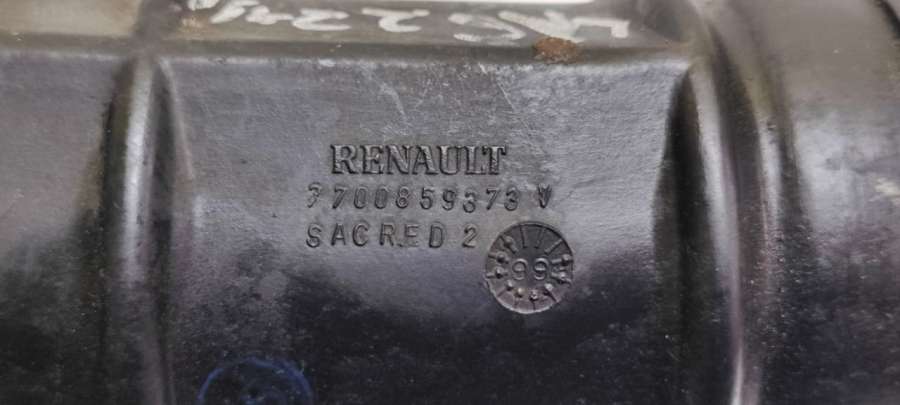 RENAULT
7700859373 V
SACRED 2
99